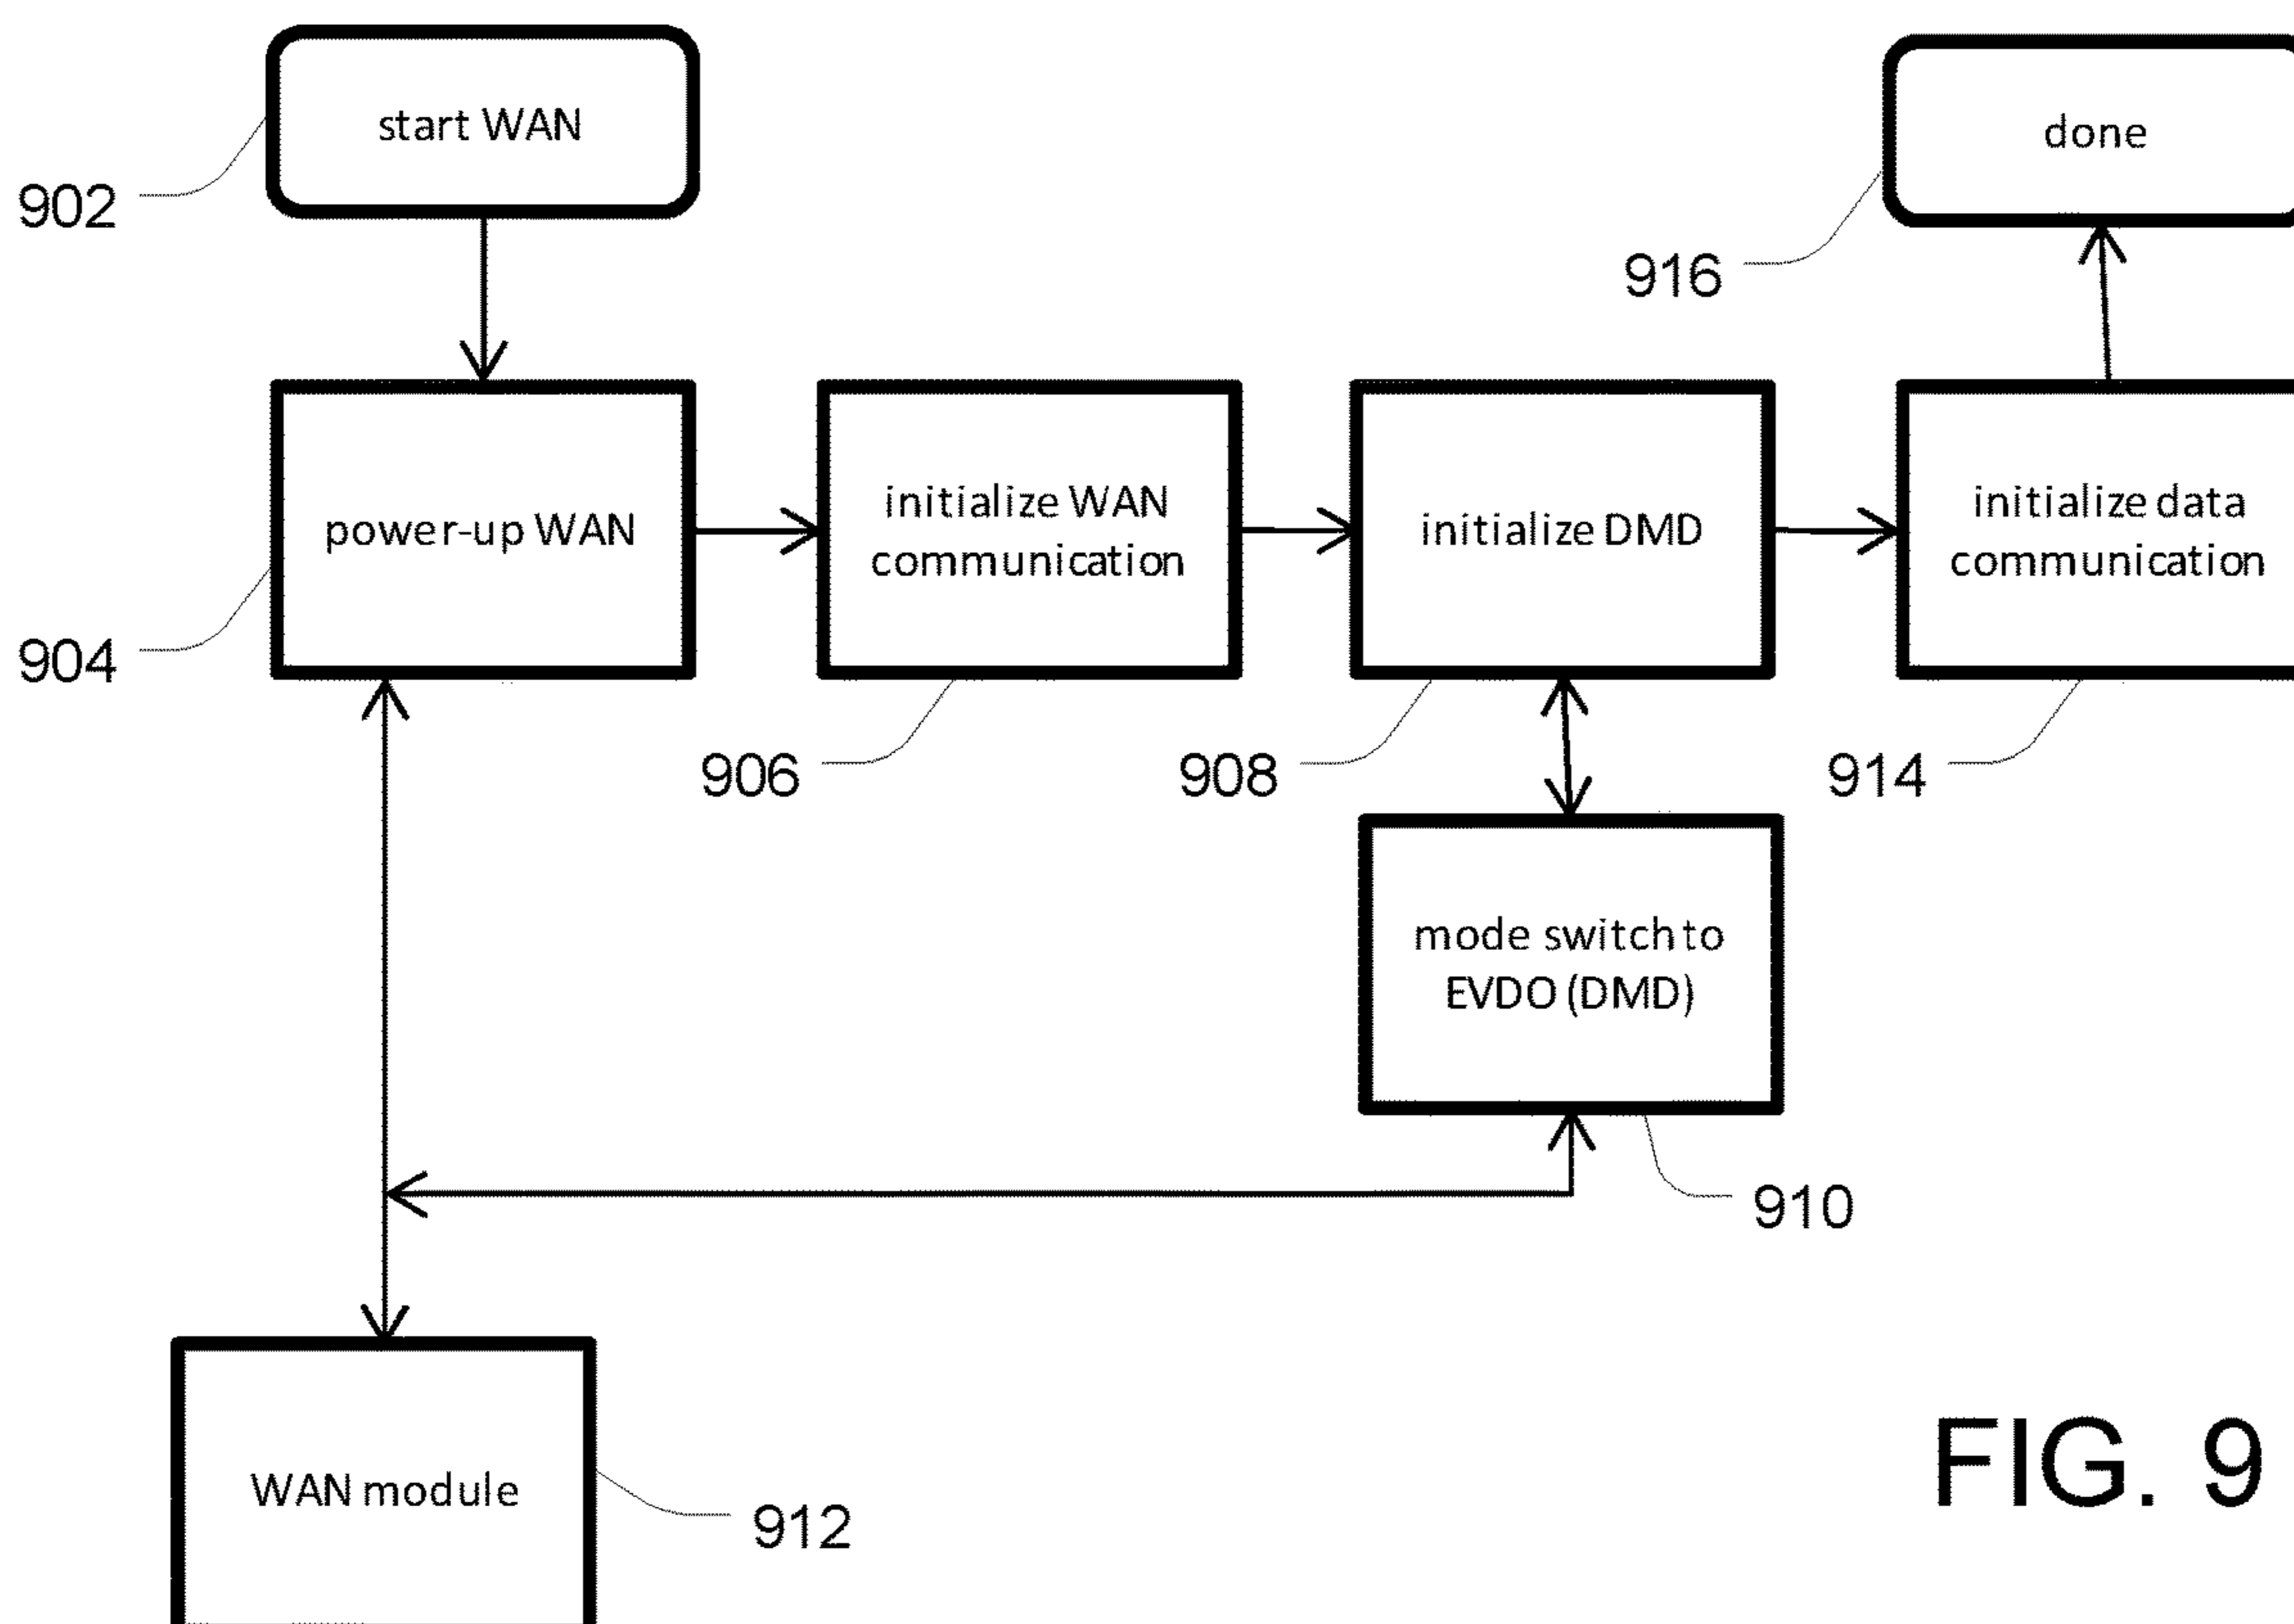 start WAN
done
902
916
power-up WAN
initialize WAN
communication
initialize DMD
initialize data
communication
904
906
908
914
mode switch to
EVDO (DMD)
910
WAN module
912
FIG. 9